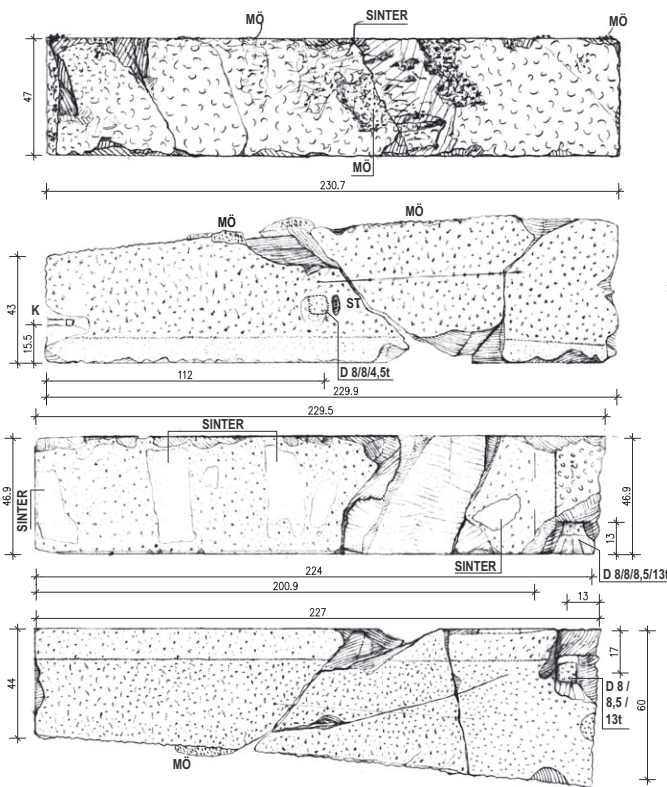 MÖ
SINTER
MÖ
47
MÖ
230.7
MÖ
MÖ
43
K
15.5
ST
D 8/8/4,5t
112
229.9
229.5
SINTER
46.9
SINTER
46.9
13
SINTER
D 8/8/8,5/13t
224
200.9
13
227
44
17
D 8 /
8,5 /
13t
60
MÖ